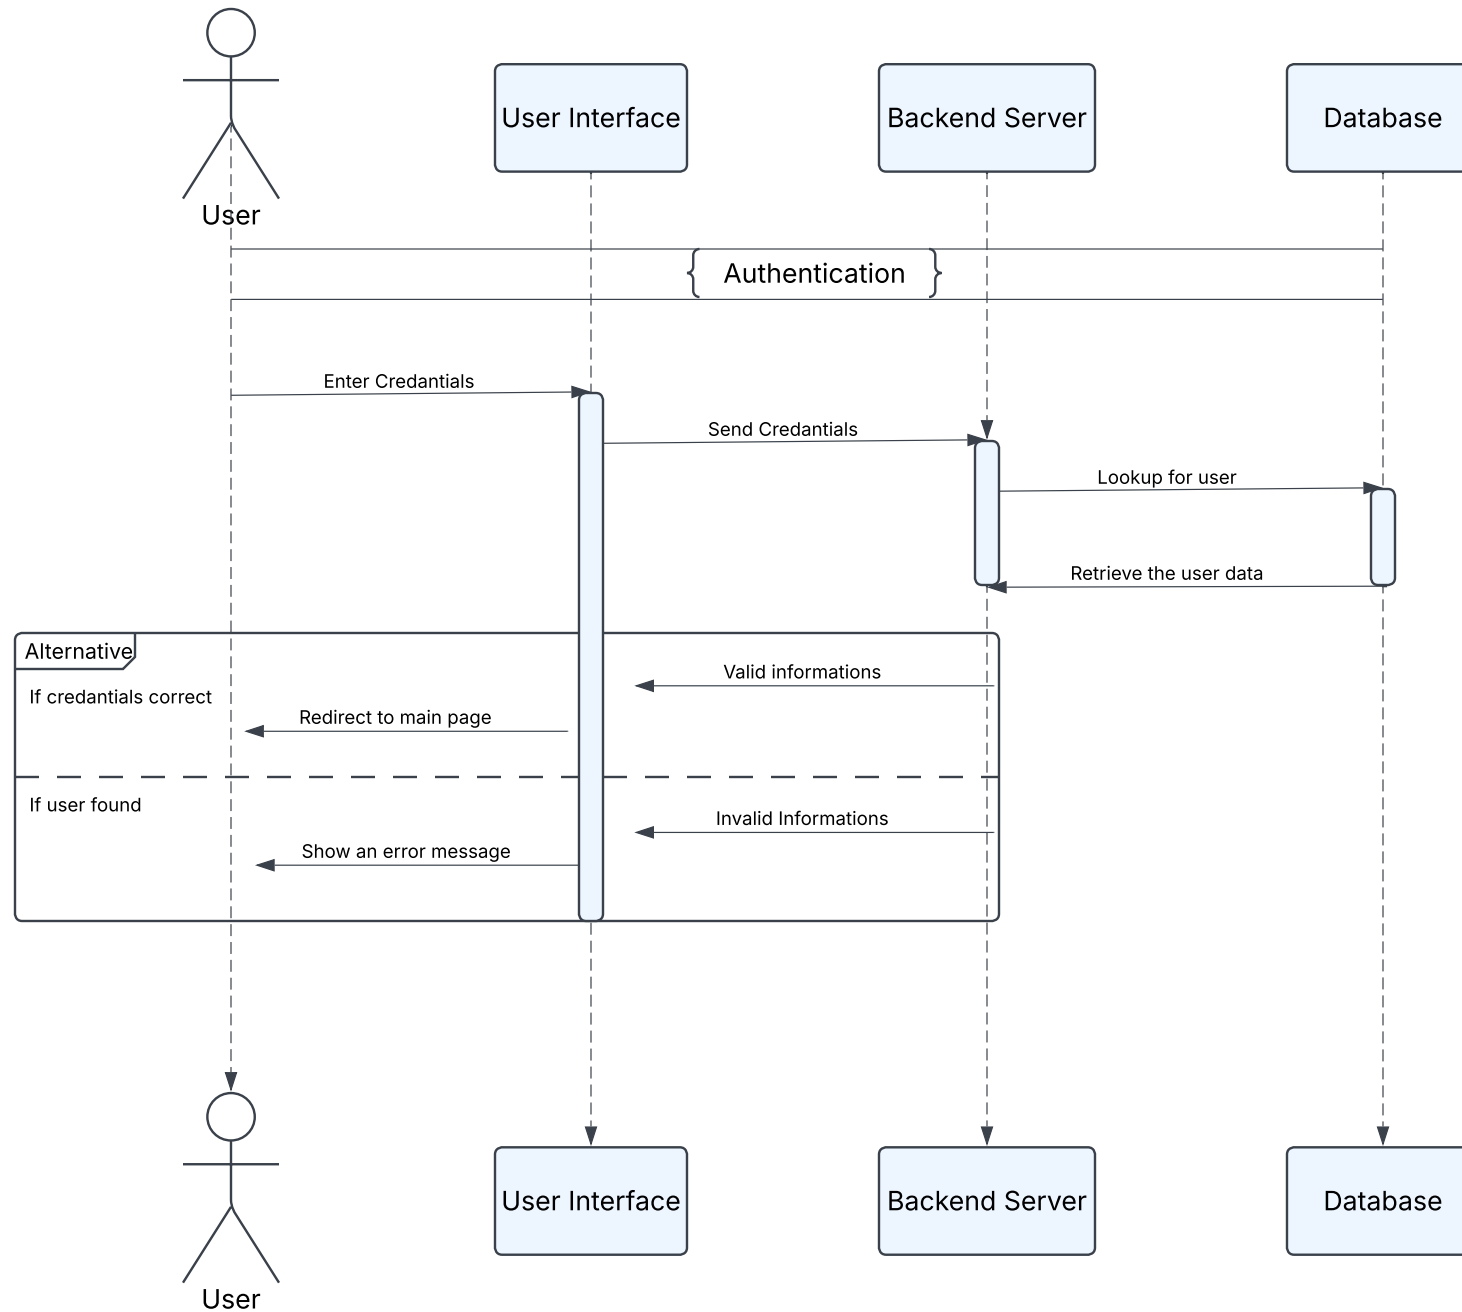 User
User Interface
Backend Server
Database
Authentication
Enter Credantials
Send Credantials
Lookup for user
Retrieve the user data
Alternative
Valid informations
If credantials correct
Redirect to main page
If user found
Invalid Informations
Show an error message
User Interface
Backend Server
Database
User